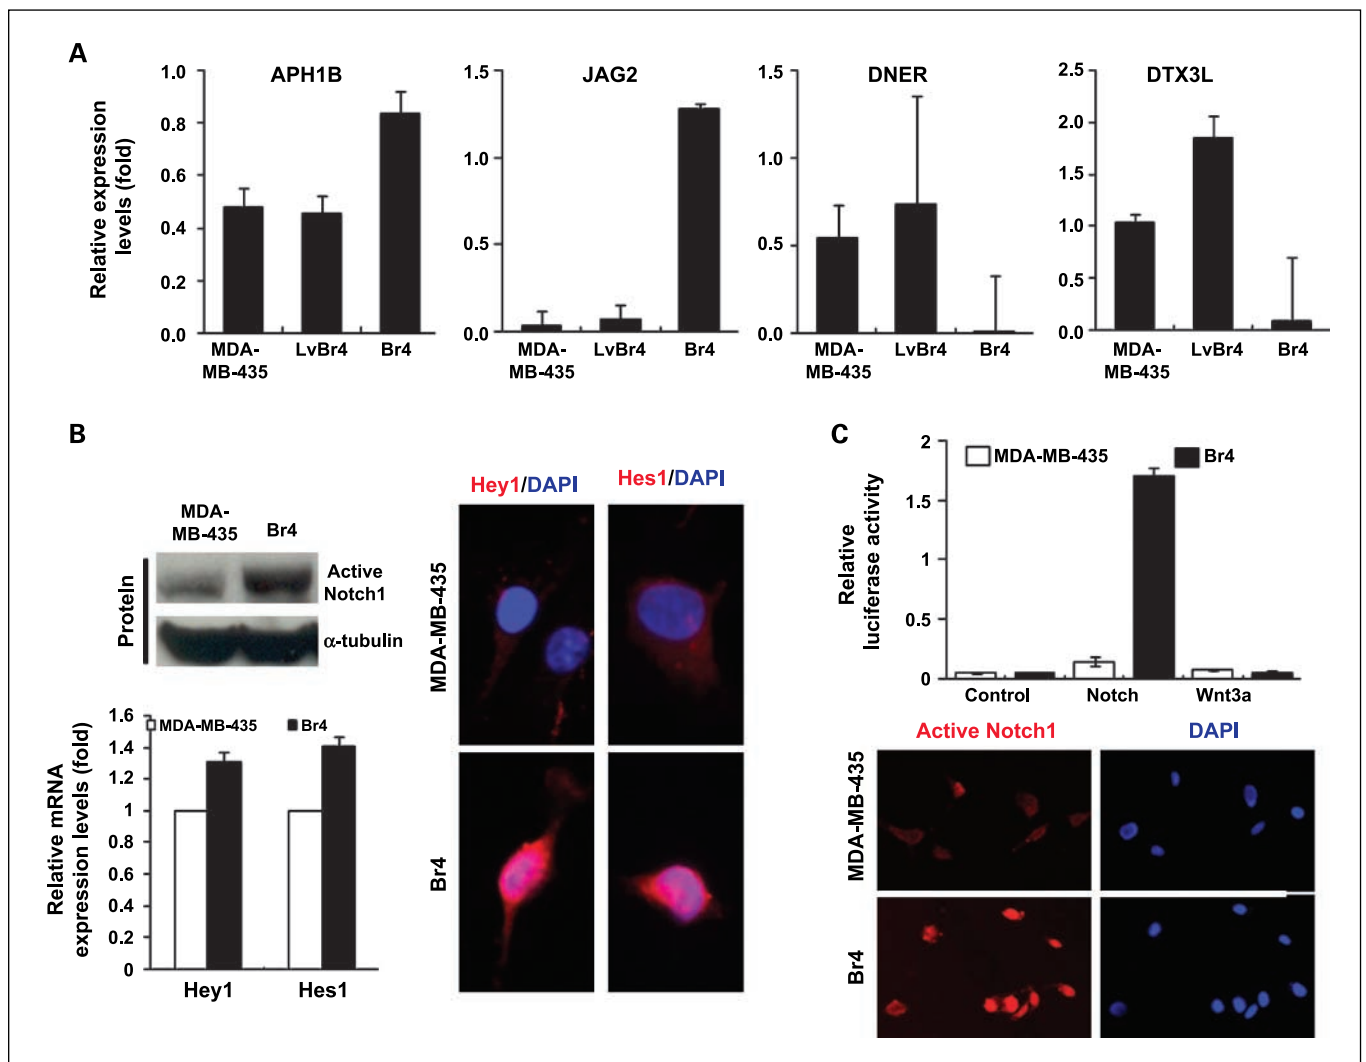 A
APH1B
JAG2
DNER
DTX3L
Relative expression
levels (fold)
1.0
0.8
0.6
0.4
0.2
0.0
MDA-
MB-435
LvBr4
Br4
1.5
1.0
0.5
0.0
MDA-
MB-435
LvBr4
Br4
1.5
1.0
0.5
0.0
MDA-
MB-435
LvBr4
Br4
2.5
2.0
1.5
1.0
0.5
0.0
MDA-
MB-435
LvBr4
Br4
B
MDA-
MB-435
Br4
Protein
Active
Notch1
α-tubulin
Relative mRNA
expression levels (fold)
1.6
1.4
1.2
1
0.8
0.6
0.4
0.2
0
MDA-MB-435
Br4
Hey1
Hes1
Hey1/DAPI
Hes1/DAPI
MDA-MB-435
Br4
C
Relative
luciferase activity
2
1.5
1
0.5
0
MDA-MB-435
Br4
Control
Notch
Wnt3a
Active Notch1
DAPI
MDA-MB-435
Br4